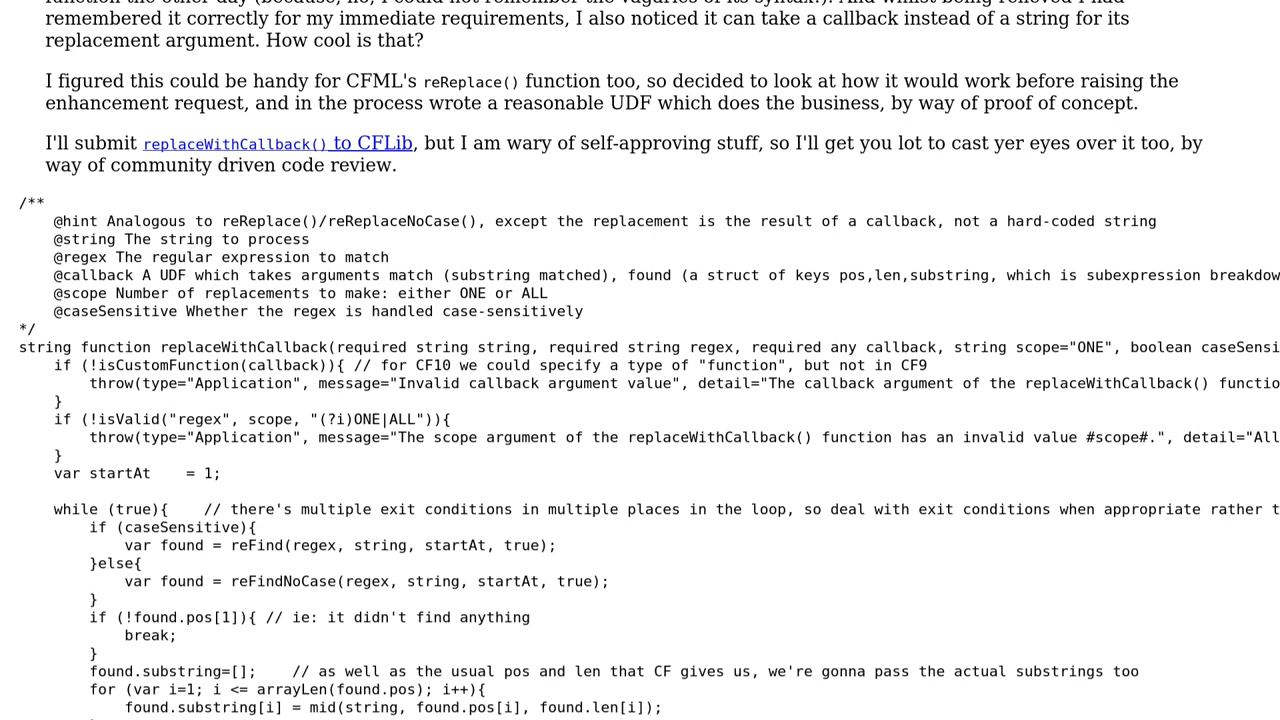 remembered it correctly for my immediate requirements, I also noticed it can take a callback instead of a string for its
replacement argument. How cool is that?
I figured this could be handy for CFML's reReplace() function too, so decided to look at how it would work before raising the
enhancement request, and in the process wrote a reasonable UDF which does the business, by way of proof of concept.
I'll submit replaceWithCallback() to CFLib, but I am wary of self-approving stuff, so I'll get you lot to cast yer eyes over it too, by
way of community driven code review.
/**
    @hint Analogous to reReplace()/reReplaceNoCase(), except the replacement is the result of a callback, not a hard-coded string
    @string The string to process
    @regex The regular expression to match
    @callback A UDF which takes arguments match (substring matched), found (a struct of keys pos,len,substring, which is subexpression breakdow
    @scope Number of replacements to make: either ONE or ALL
    @caseSensitive Whether the regex is handled case-sensitively
*/
string function replaceWithCallback(required string string, required string regex, required any callback, string scope="ONE", boolean caseSensi
    if (!isCustomFunction(callback)){ // for CF10 we could specify a type of "function", but not in CF9
        throw(type="Application", message="Invalid callback argument value", detail="The callback argument of the replaceWithCallback() functio
    }
    if (!isValid("regex", scope, "(?i)ONE|ALL")){
        throw(type="Application", message="The scope argument of the replaceWithCallback() function has an invalid value #scope#.", detail="All
    }
    var startAt    = 1;
    while (true){    // there's multiple exit conditions in multiple places in the loop, so deal with exit conditions when appropriate rather t
        if (caseSensitive){
            var found = reFind(regex, string, startAt, true);
        }else{
            var found = reFindNoCase(regex, string, startAt, true);
        }
        if (!found.pos[1]){ // ie: it didn't find anything
            break;
        }
        found.substring=[];    // as well as the usual pos and len that CF gives us, we're gonna pass the actual substrings too
        for (var i=1; i <= arrayLen(found.pos); i++){
            found.substring[i] = mid(string, found.pos[i], found.len[i]);